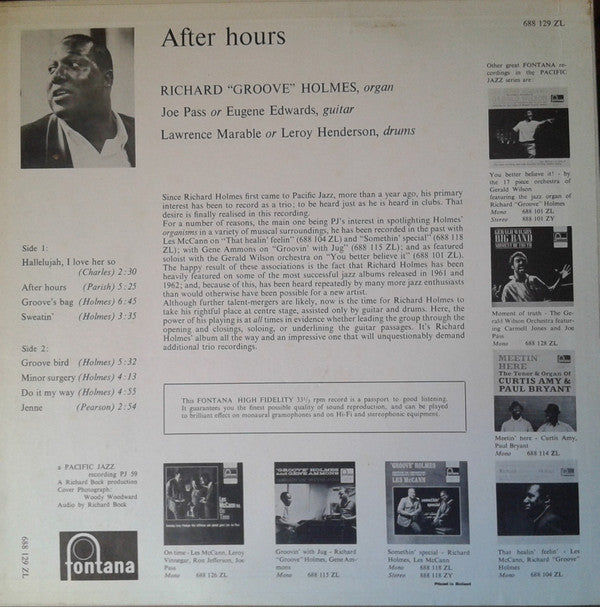 688 129 ZL
After hours
RICHARD "GROOVE" HOLMES, organ
Joe Pass or Eugene Edwards, guitar
Lawrence Marable or Leroy Henderson, drums
Since Richard Holmes first came to Pacific Jazz, more than a year ago, his primary
interest has been to record as a trio; to be heard just as he is heard in clubs. That
desire is finally realised in this recording.
For a number of reasons, the main one being PJ's interest in spotlighting Holmes'
organisms in a variety of musical surroundings, he has been recorded in the past with
Les McCann on "That healin' feelin'" (688 104 ZL) and "Somethin' special" (688 118
ZL); with Gene Ammons on "Groovin' with Jug" (688 115 ZL); and as featured
soloist with the Gerald Wilson orchestra on "You better believe it" (688 101 ZL).
The happy result of these associations is the fact that Richard Holmes has been
heavily featured on some of the most successful jazz albums released in 1961 and
1962; and, because of this, has been heard repeatedly by many more jazz enthusiasts
than would otherwise have been possible for a new artist.
Although further talent-mergers are likely, now is the time for Richard Holmes to
take his rightful place at centre stage, assisted only by guitar and drums. Here, the
power of his playing is at all times in evidence whether leading the group through the
opening and closings, soloing, or underlining the guitar passages. It's Richard
Holmes' album all the way and an impressive one that will unquestionably demand
additional trio recordings.
Side 1:
Hallelujah, I love her so
(Charles) 2:30
After hours (Parish) 5:25
Groove's bag (Holmes) 6:45
Sweatin' (Holmes) 3:35
Side 2:
Groove bird (Holmes) 5:32
Minor surgery (Holmes) 4:13
Do it my way (Holmes) 4:55
Jenne (Pearson) 2:54
This FONTANA HIGH FIDELITY 33 1/3 rpm record is a passport to good listening.
It guarantees you the finest possible quality of sound reproduction, and can be played
to brilliant effect on monaural gramophones and on Hi-Fi and stereophonic equipment.
a PACIFIC JAZZ
recording PJ 59
A Richard Bock production
Cover Photograph:
Woody Woodward
Audio by Richard Bock
fontana
688 129 ZL
Other great FONTANA re-
cordings in the PACIFIC
JAZZ series are:
You better believe it! - by
the 17 piece orchestra of
Gerald Wilson
featuring the jazz organ of
Richard "Groove" Holmes
Mono 688 101 ZL
Stereo 688 101 ZY
GERALD WILSON
BIG BAND
MOMENT OF TRUTH
Moment of truth - The Ge-
rald Wilson Orchestra featur-
ing Carmell Jones and Joe
Pass
Mono 688 128 ZL
MEETIN'
HERE
The Tenor & Organ Of
CURTIS AMY &
PAUL BRYANT
Meetin' here - Curtis Amy,
Paul Bryant
Mono 688 114 ZL
That healin' feelin' - Les
McCann, Richard Holmes
Mono 688 104 ZL
On time - Les McCann, Leroy
Vinnegar, Ron Jefferson, Joe
Pass
Mono 688 126 ZL
"GROOVE" HOLMES
AND GENE AMMONS
Groovin' with Jug - Richard
"Groove" Holmes, Gene Am-
mons
Mono 688 115 ZL
"GROOVE" HOLMES
LES McCANN
somethin' special
Somethin' special - Richard
Holmes, Les McCann
Mono 688 118 ZL
Stereo 688 118 ZY
Printed in Holland